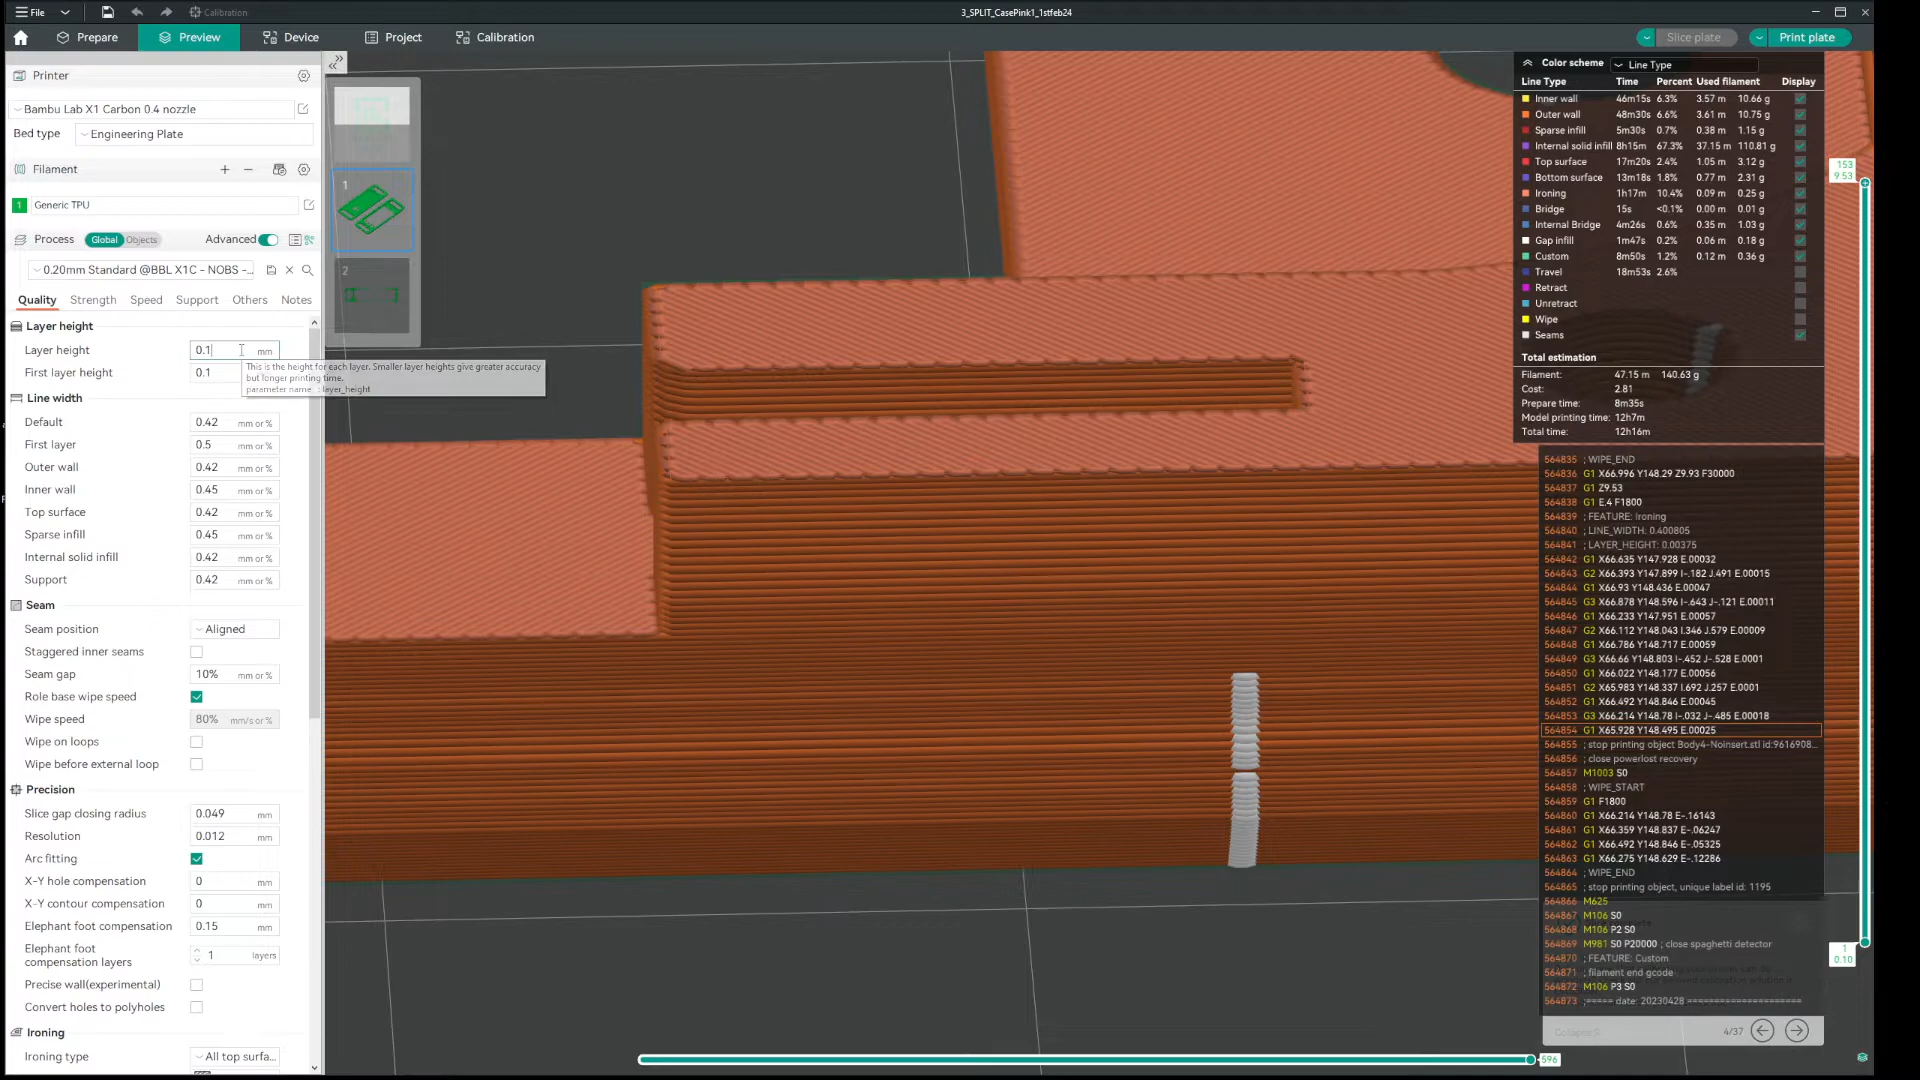 File
Calibration
3_SPLIT_CasePink1_1stfeb24
Prepare
Preview
Device
Project
Calibration
Slice plate
Print plate
Printer
Bambu Lab X1 Carbon 0.4 nozzle
Bed type
Engineering Plate
Filament
1
Generic TPU
Process
Global
Objects
Advanced
0.20mm Standard @BBL X1C - NOBS -...
Quality
Strength
Speed
Support
Others
Notes
Layer height
Layer height
0.1
mm
First layer height
0.1
This is the height for each layer. Smaller layer heights give greater accuracy
but longer printing time.
parameter name: : layer_height
Line width
Default
0.42
mm or %
First layer
0.5
mm or %
Outer wall
0.42
mm or %
Inner wall
0.45
mm or %
Top surface
0.42
mm or %
Sparse infill
0.45
mm or %
Internal solid infill
0.42
mm or %
Support
0.42
mm or %
Seam
Seam position
Aligned
Staggered inner seams
Seam gap
10%
mm or %
Role base wipe speed
Wipe speed
80%
mm/s or %
Wipe on loops
Wipe before external loop
Precision
Slice gap closing radius
0.049
mm
Resolution
0.012
mm
Arc fitting
X-Y hole compensation
0
mm
X-Y contour compensation
0
mm
Elephant foot compensation
0.15
mm
Elephant foot
compensation layers
1
layers
Precise wall(experimental)
Convert holes to polyholes
Ironing
Ironing type
All top surfa...
1
2
Color scheme
Line Type
Line Type Time Percent Used filament Display
Inner wall 46m15s 6.3% 3.57 m 10.66 g
Outer wall 48m30s 6.6% 3.61 m 10.75 g
Sparse infill 5m30s 0.7% 0.38 m 1.15 g
Internal solid infill 8h15m 67.3% 37.15 m 110.81 g
Top surface 17m20s 2.4% 1.05 m 3.12 g
Bottom surface 13m18s 1.8% 0.77 m 2.31 g
Ironing 1h17m 10.4% 0.09 m 0.25 g
Bridge 15s <0.1% 0.00 m 0.01 g
Internal Bridge 4m26s 0.6% 0.35 m 1.03 g
Gap infill 1m47s 0.2% 0.06 m 0.18 g
Custom 8m50s 1.2% 0.12 m 0.36 g
Travel 18m53s 2.6%
Retract
Unretract
Wipe
Seams
Total estimation
Filament: 47.15 m 140.63 g
Cost: 2.81
Prepare time: 8m35s
Model printing time: 12h7m
Total time: 12h16m
153
9.53
564835 ; WIPE_END
564836 G1 X66.996 Y148.29 Z9.93 F30000
564837 G1 Z9.53
564838 G1 E.4 F1800
564839 ; FEATURE: Ironing
564840 ; LINE_WIDTH: 0.400805
564841 ; LAYER_HEIGHT: 0.00375
564842 G1 X66.635 Y147.928 E.00032
564843 G2 X66.393 Y147.899 I-.182 J.491 E.00015
564844 G1 X66.93 Y148.436 E.00047
564845 G3 X66.878 Y148.596 I-.643 J-.121 E.00011
564846 G1 X66.233 Y147.951 E.00057
564847 G2 X66.112 Y148.043 I.346 J.579 E.00009
564848 G1 X66.786 Y148.717 E.00059
564849 G3 X66.66 Y148.803 I-.452 J-.528 E.0001
564850 G1 X66.022 Y148.177 E.00056
564851 G2 X65.983 Y148.337 I.692 J.257 E.0001
564852 G1 X66.492 Y148.846 E.00045
564853 G3 X66.214 Y148.78 I-.032 J-.485 E.00018
564854 G1 X65.928 Y148.495 E.00025
564855 ; stop printing object Body4-Noinsert.stl id:9616908...
564856 ; close powerlost recovery
564857 M1003 S0
564858 ; WIPE_START
564859 G1 F1800
564860 G1 X66.214 Y148.78 E-.16143
564861 G1 X66.359 Y148.837 E-.06247
564862 G1 X66.492 Y148.846 E-.05325
564863 G1 X66.275 Y148.629 E-.12286
564864 ; WIPE_END
564865 ; stop printing object, unique label id: 1195
564866 M625
564867 M106 S0
564868 M106 P2 S0
564869 M981 S0 P20000 ; close spaghetti detector
564870 ; FEATURE: Custom
564871 ; filament end gcode
564872 M106 P3 S0
564873 ;===== date: 20230428 =====================
1
0.10
4/37
596